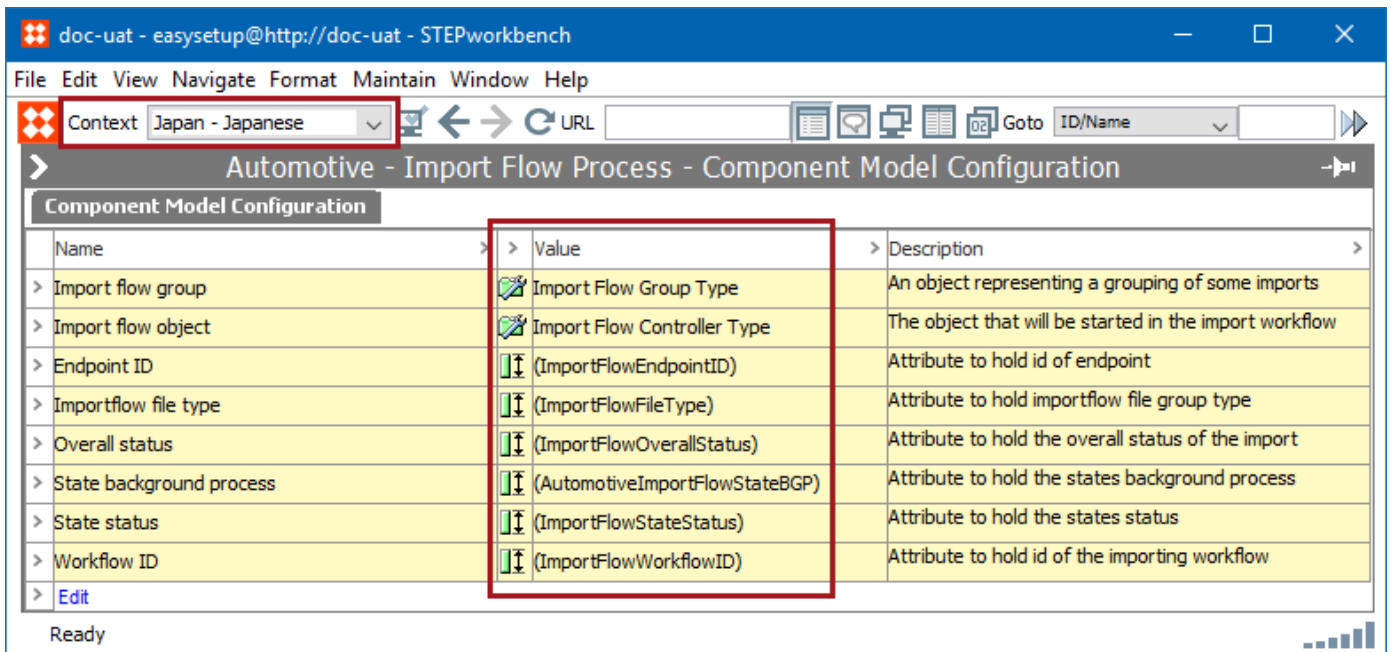 doc-uat - easysetup@http://doc-uat - STEPworkbench
File Edit View Navigate Format Maintain Window Help
Context Japan - Japanese URL Goto ID/Name
Automotive - Import Flow Process - Component Model Configuration
Component Model Configuration
Name > > Value > Description >
> Import flow group Import Flow Group Type An object representing a grouping of some imports
> Import flow object Import Flow Controller Type The object that will be started in the import workflow
> Endpoint ID (ImportFlowEndpointID) Attribute to hold id of endpoint
> Importflow file type (ImportFlowFileType) Attribute to hold importflow file group type
> Overall status (ImportFlowOverallStatus) Attribute to hold the overall status of the import
> State background process (AutomotiveImportFlowStateBGP) Attribute to hold the states background process
> State status (ImportFlowStateStatus) Attribute to hold the states status
> Workflow ID (ImportFlowWorkflowID) Attribute to hold id of the importing workflow
> Edit
Ready